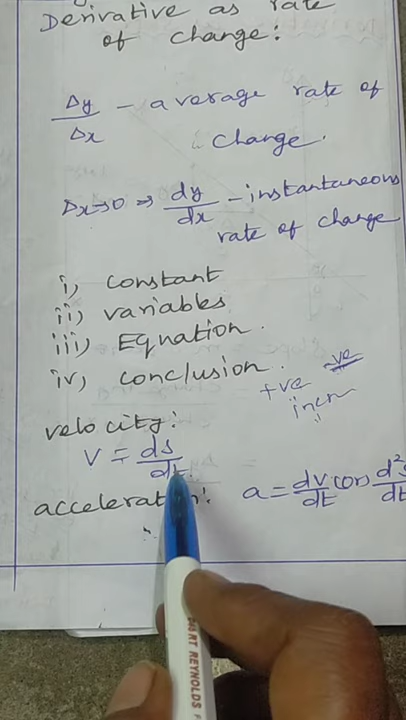 Derivative as rate
of change:
Δy/Δx - average rate of
change.
Δx→0 ⇒ dy/dx - instantaneous
rate of change
i) constant
ii) variables
iii) Equation.
iv) conclusion.
+ve -ve
incr
velocity:
V = ds/dt
acceleration: a = dv/dt (or) d²s/dt
BURT REYNOLDS